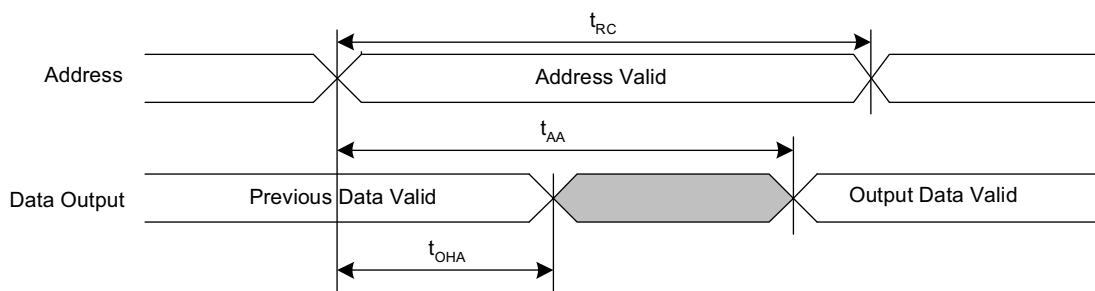 tRC
Address
Address Valid
tAA
Data Output
Previous Data Valid
Output Data Valid
tOHA